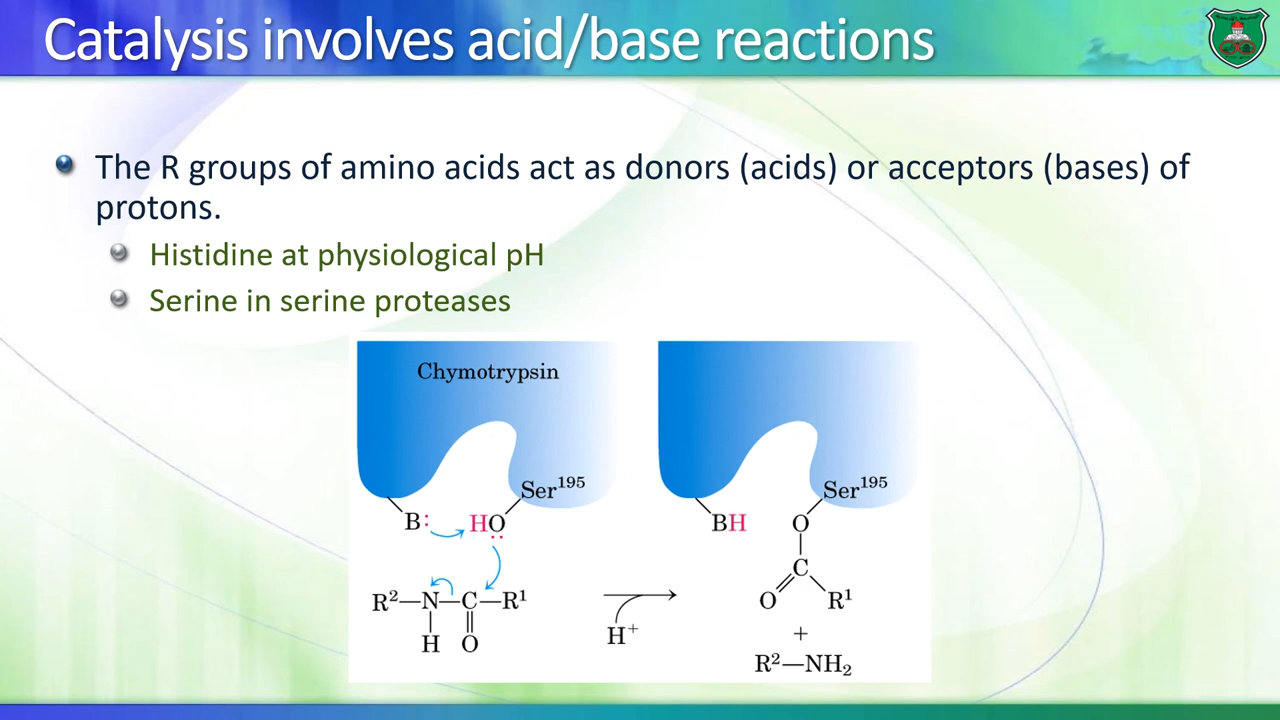 Catalysis involves acid/base reactions
The R groups of amino acids act as donors (acids) or acceptors (bases) of
protons.
Histidine at physiological pH
Serine in serine proteases
Chymotrypsin
Ser¹⁹⁵
B: HO
R²—N—C—R¹
H O
H⁺
Ser¹⁹⁵
BH O
C
O R¹
+
R²—NH₂